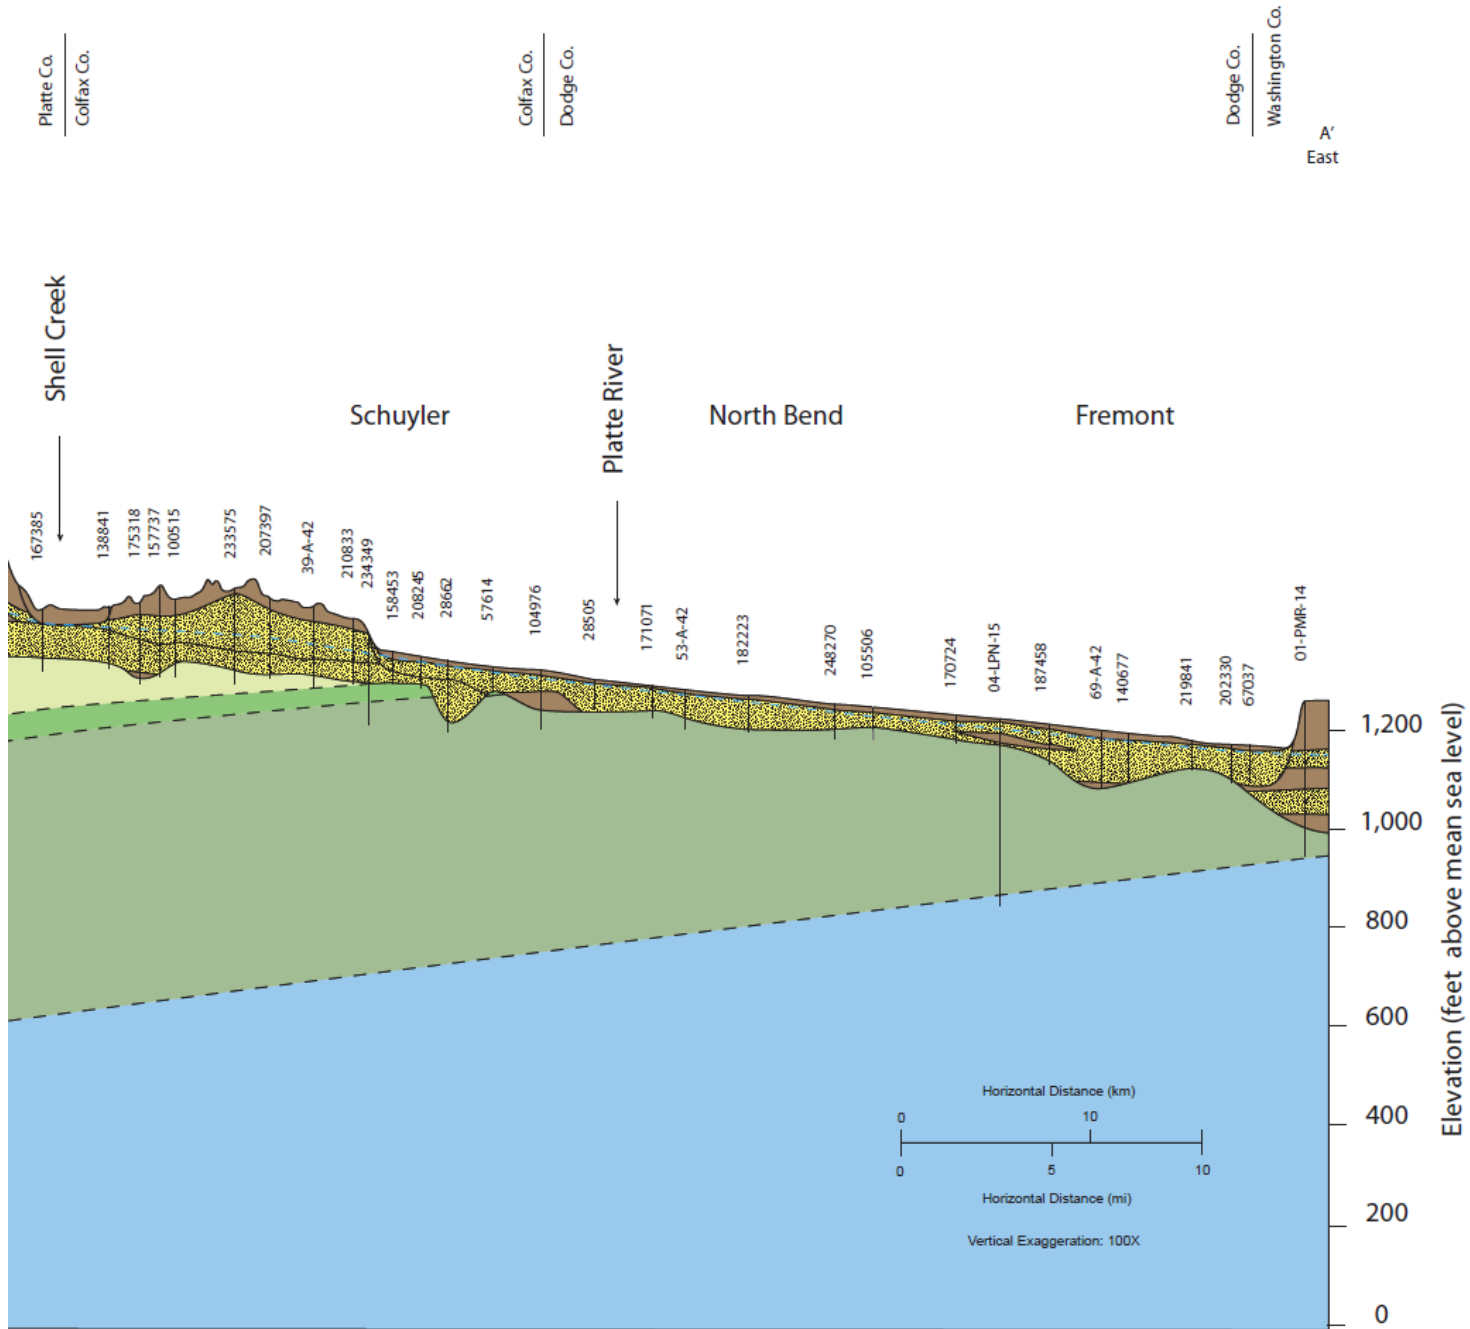 Platte Co.
Colfax Co.
Colfax Co.
Dodge Co.
Dodge Co.
Washington Co.
A'
East
Shell Creek
Platte River
Schuyler
North Bend
Fremont
167385
138841
175318
157737
100515
233575
207397
39-A-42
210833
234349
158453
208245
28662
57614
104976
28505
171071
53-A-42
182223
248270
105506
170724
04-LPN-15
187458
69-A-42
140677
219841
202330
67037
01-PMR-14
1,200
1,000
800
600
400
200
0
Elevation (feet above mean sea level)
Horizontal Distance (km)
0 10
0 5 10
Horizontal Distance (mi)
Vertical Exaggeration: 100X